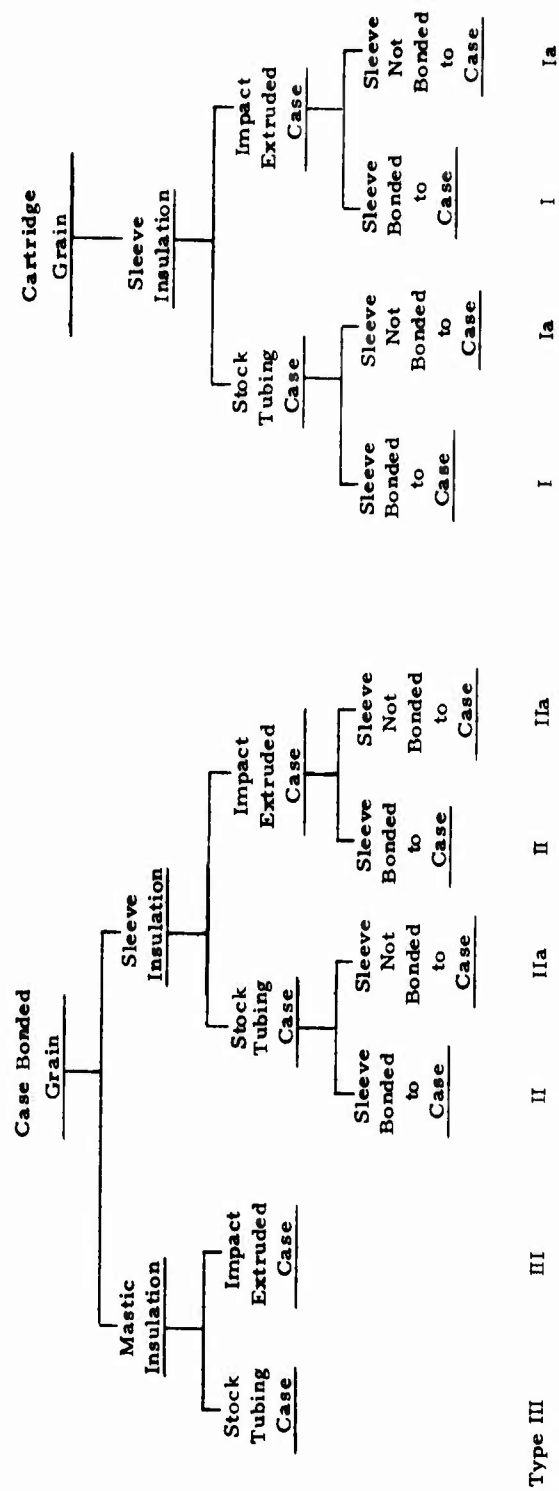 Case Bonded
Grain
Mastic
Insulation
Stock
Tubing
Case
Impact
Extruded
Case
Sleeve
Insulation
Stock
Tubing
Case
Sleeve
Bonded
to
Case
Sleeve
Not
Bonded
to
Case
Impact
Extruded
Case
Sleeve
Bonded
to
Case
Sleeve
Not
Bonded
to
Case
Type III
III
II
IIa
II
IIa
Cartridge
Grain
Sleeve
Insulation
Stock
Tubing
Case
Sleeve
Bonded
to
Case
Sleeve
Not
Bonded
to
Case
Impact
Extruded
Case
Sleeve
Bonded
to
Case
Sleeve
Not
Bonded
to
Case
I
Ia
I
Ia